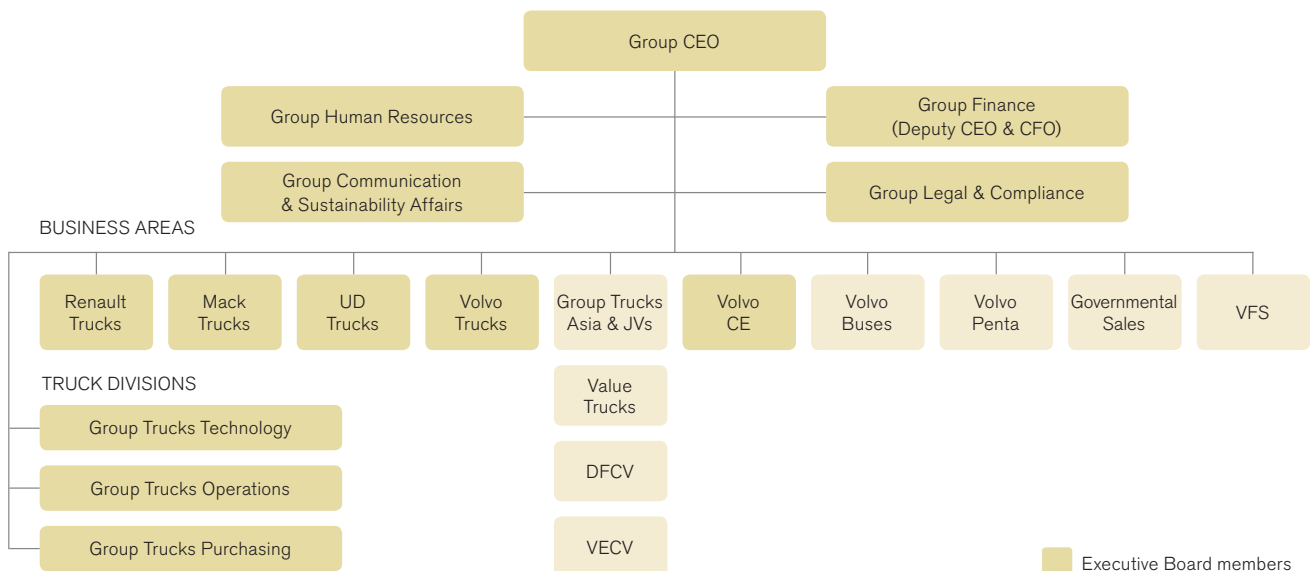 Group CEO
Group Human Resources
Group Finance
(Deputy CEO & CFO)
Group Communication
& Sustainability Affairs
Group Legal & Compliance
BUSINESS AREAS
Renault
Trucks
Mack
Trucks
UD
Trucks
Volvo
Trucks
Group Trucks
Asia & JVs
Volvo
CE
Volvo
Buses
Volvo
Penta
Governmental
Sales
VFS
Value
Trucks
DFCV
VECV
TRUCK DIVISIONS
Group Trucks Technology
Group Trucks Operations
Group Trucks Purchasing
Executive Board members